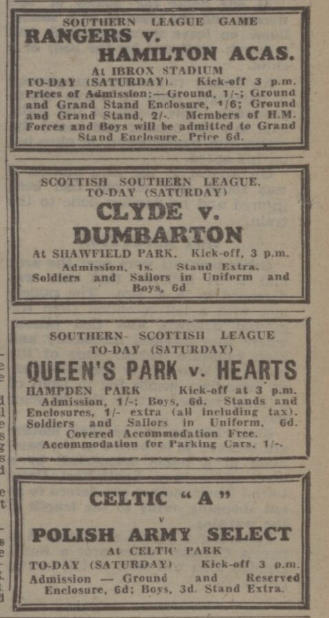 SOUTHERN LEAGUE GAME
RANGERS v.
HAMILTON ACAS.
At IBROX STADIUM
TO-DAY (SATURDAY). Kick-off 3 p.m.
Prices of Admission:—Ground, 1/-; Ground
and Grand Stand Enclosure, 1/6; Ground
and Grand Stand, 2/-. Members of H.M.
Forces and Boys will be admitted to Grand
Stand Enclosure. Price 6d.
SCOTTISH SOUTHERN LEAGUE.
TO-DAY (SATURDAY)
CLYDE v.
DUMBARTON
At SHAWFIELD PARK. Kick-off, 3 p.m.
Admission, 1s. Stand Extra.
Soldiers and Sailors in Uniform and
Boys, 6d
SOUTHERN- SCOTTISH LEAGUE
TO-DAY (SATURDAY)
QUEEN'S PARK v. HEARTS
HAMPDEN PARK Kick-off at 3 p.m.
Admission, 1/-; Boys, 6d. Stands and
Enclosures, 1/- extra (all including tax).
Soldiers and Sailors in Uniform, 6d.
Covered Accommodation Free.
Accommodation for Parking Cars, 1/-.
CELTIC "A"
v
POLISH ARMY SELECT
At CELTIC PARK
TO-DAY (SATURDAY) Kick-off 3 p.m.
Admission — Ground and Reserved
Enclosure, 6d; Boys, 3d. Stand Extra.